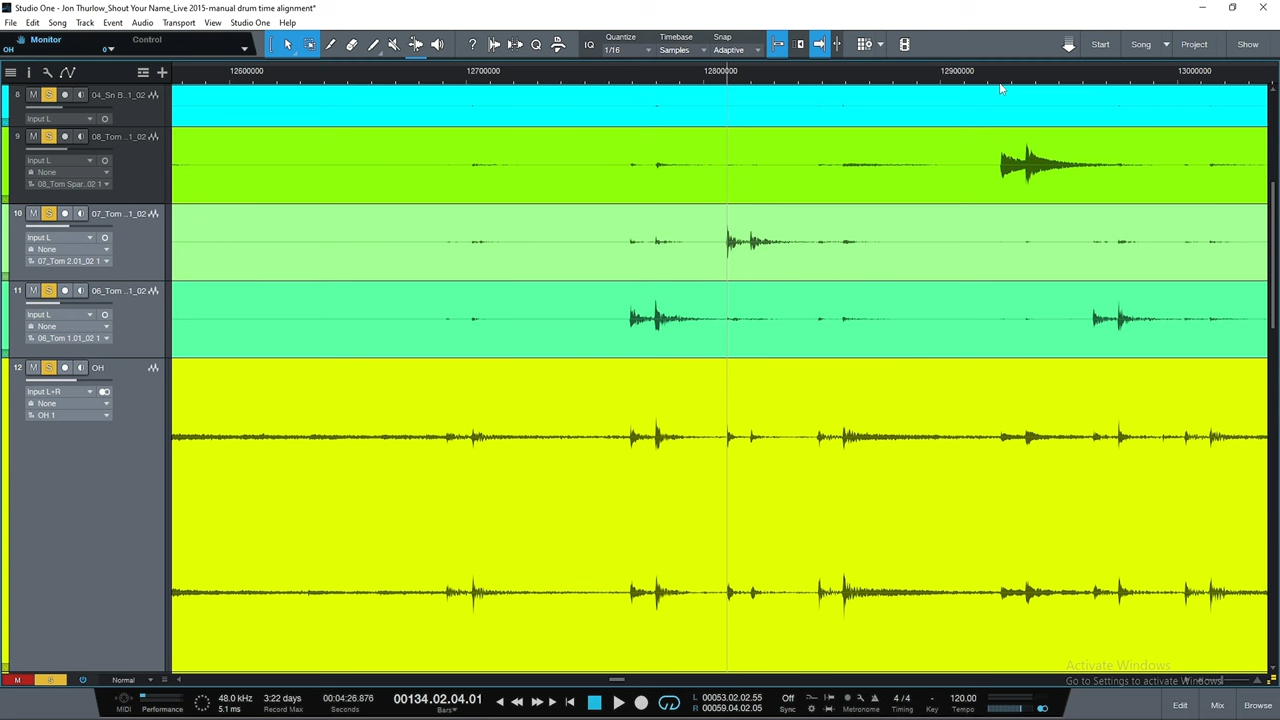 Studio One - Jon Thurlow_Shout Your Name_Live 2015-manual drum time alignment*
File Edit Song Track Event Audio Transport View Studio One Help
Monitor Control
OH 0
? Q IQ
Quantize Timebase Snap
1/16 Samples Adaptive
Start Song Project Show
i
12600000 12700000 12800000 12900000 13000000
8 M S 04_Sn B...1_02
Input L
9 M S 08_Tom ...1_02
Input L
None
08_Tom Spar..02 1
10 M S 07_Tom ...1_02
Input L
None
07_Tom 2.01_02 1
11 M S 06_Tom ...1_02
Input L
None
06_Tom 1.01_02 1
12 M S OH
Input L+R
None
OH 1
Activate Windows
Go to Settings to activate Windows.
M S Normal
MIDI Performance
48.0 kHz
5.1 ms
3:22 days
Record Max
00:04:26.876
Seconds
00134.02.04.01
Bars
L 00053.02.02.55
R 00059.04.02.05
Off
Sync
Metronome
4 / 4
Timing
-
Key
120.00
Tempo
Edit Mix Browse